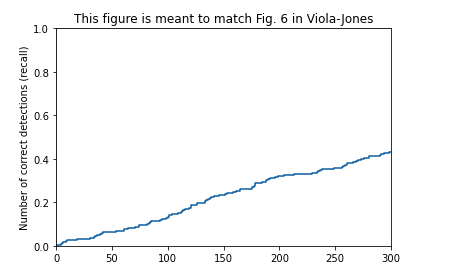 This figure is meant to match Fig. 6 in Viola-Jones
Number of correct detections (recall)
1.0
0.8
0.6
0.4
0.2
0.0
0 50 100 150 200 250 300